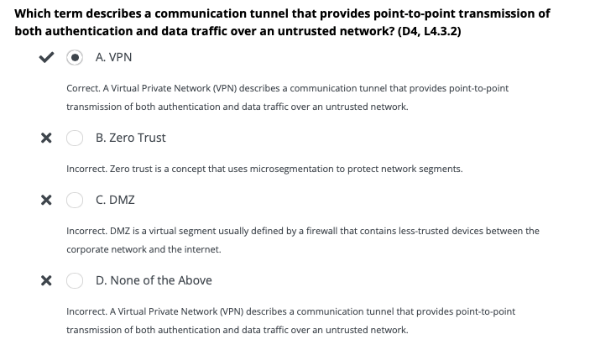 Which term describes a communication tunnel that provides point-to-point transmission of
both authentication and data traffic over an untrusted network? (D4, L4.3.2)
A. VPN
Correct. A Virtual Private Network (VPN) describes a communication tunnel that provides point-to-point
transmission of both authentication and data traffic over an untrusted network.
B. Zero Trust
Incorrect. Zero trust is a concept that uses microsegmentation to protect network segments.
C. DMZ
Incorrect. DMZ is a virtual segment usually defined by a firewall that contains less-trusted devices between the
corporate network and the internet.
D. None of the Above
Incorrect. A Virtual Private Network (VPN) describes a communication tunnel that provides point-to-point
transmission of both authentication and data traffic over an untrusted network.